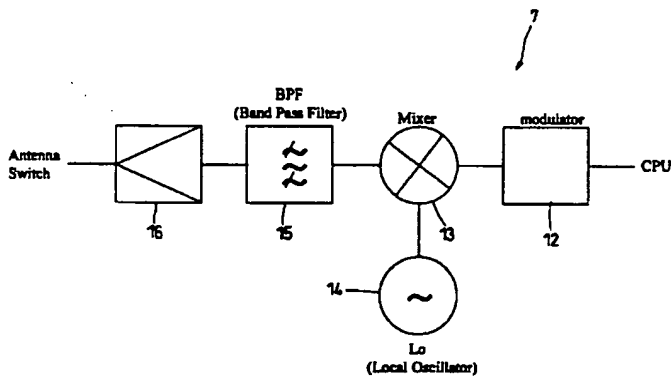 7
BPF
(Band Pass Filter)
Mixer
modulator
Antenna
Switch
CPU
16
15
13
12
14
Lo
(Local Oscillator)